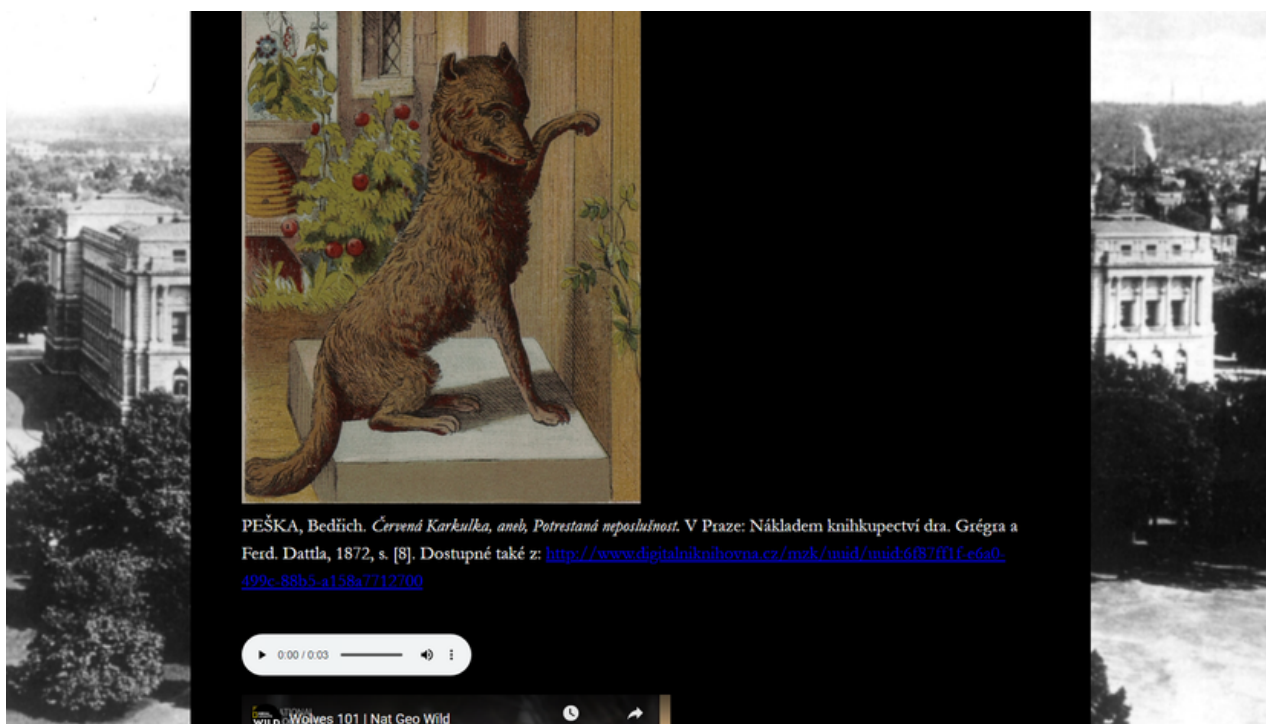 PEŠKA, Bedřich. Červená Karkulka, aneb, Potrestaná neposlušnost. V Praze: Nákladem knihkupectví dra. Grégra a
Ferd. Dattla, 1872, s. [8]. Dostupné také z: http://www.digitalniknihovna.cz/mzk/uuid/uuid:6f87ff1f-e6a0-
499e-88b5-a158a7712700
0:00 / 0:03
Wolves 101 | Nat Geo Wild